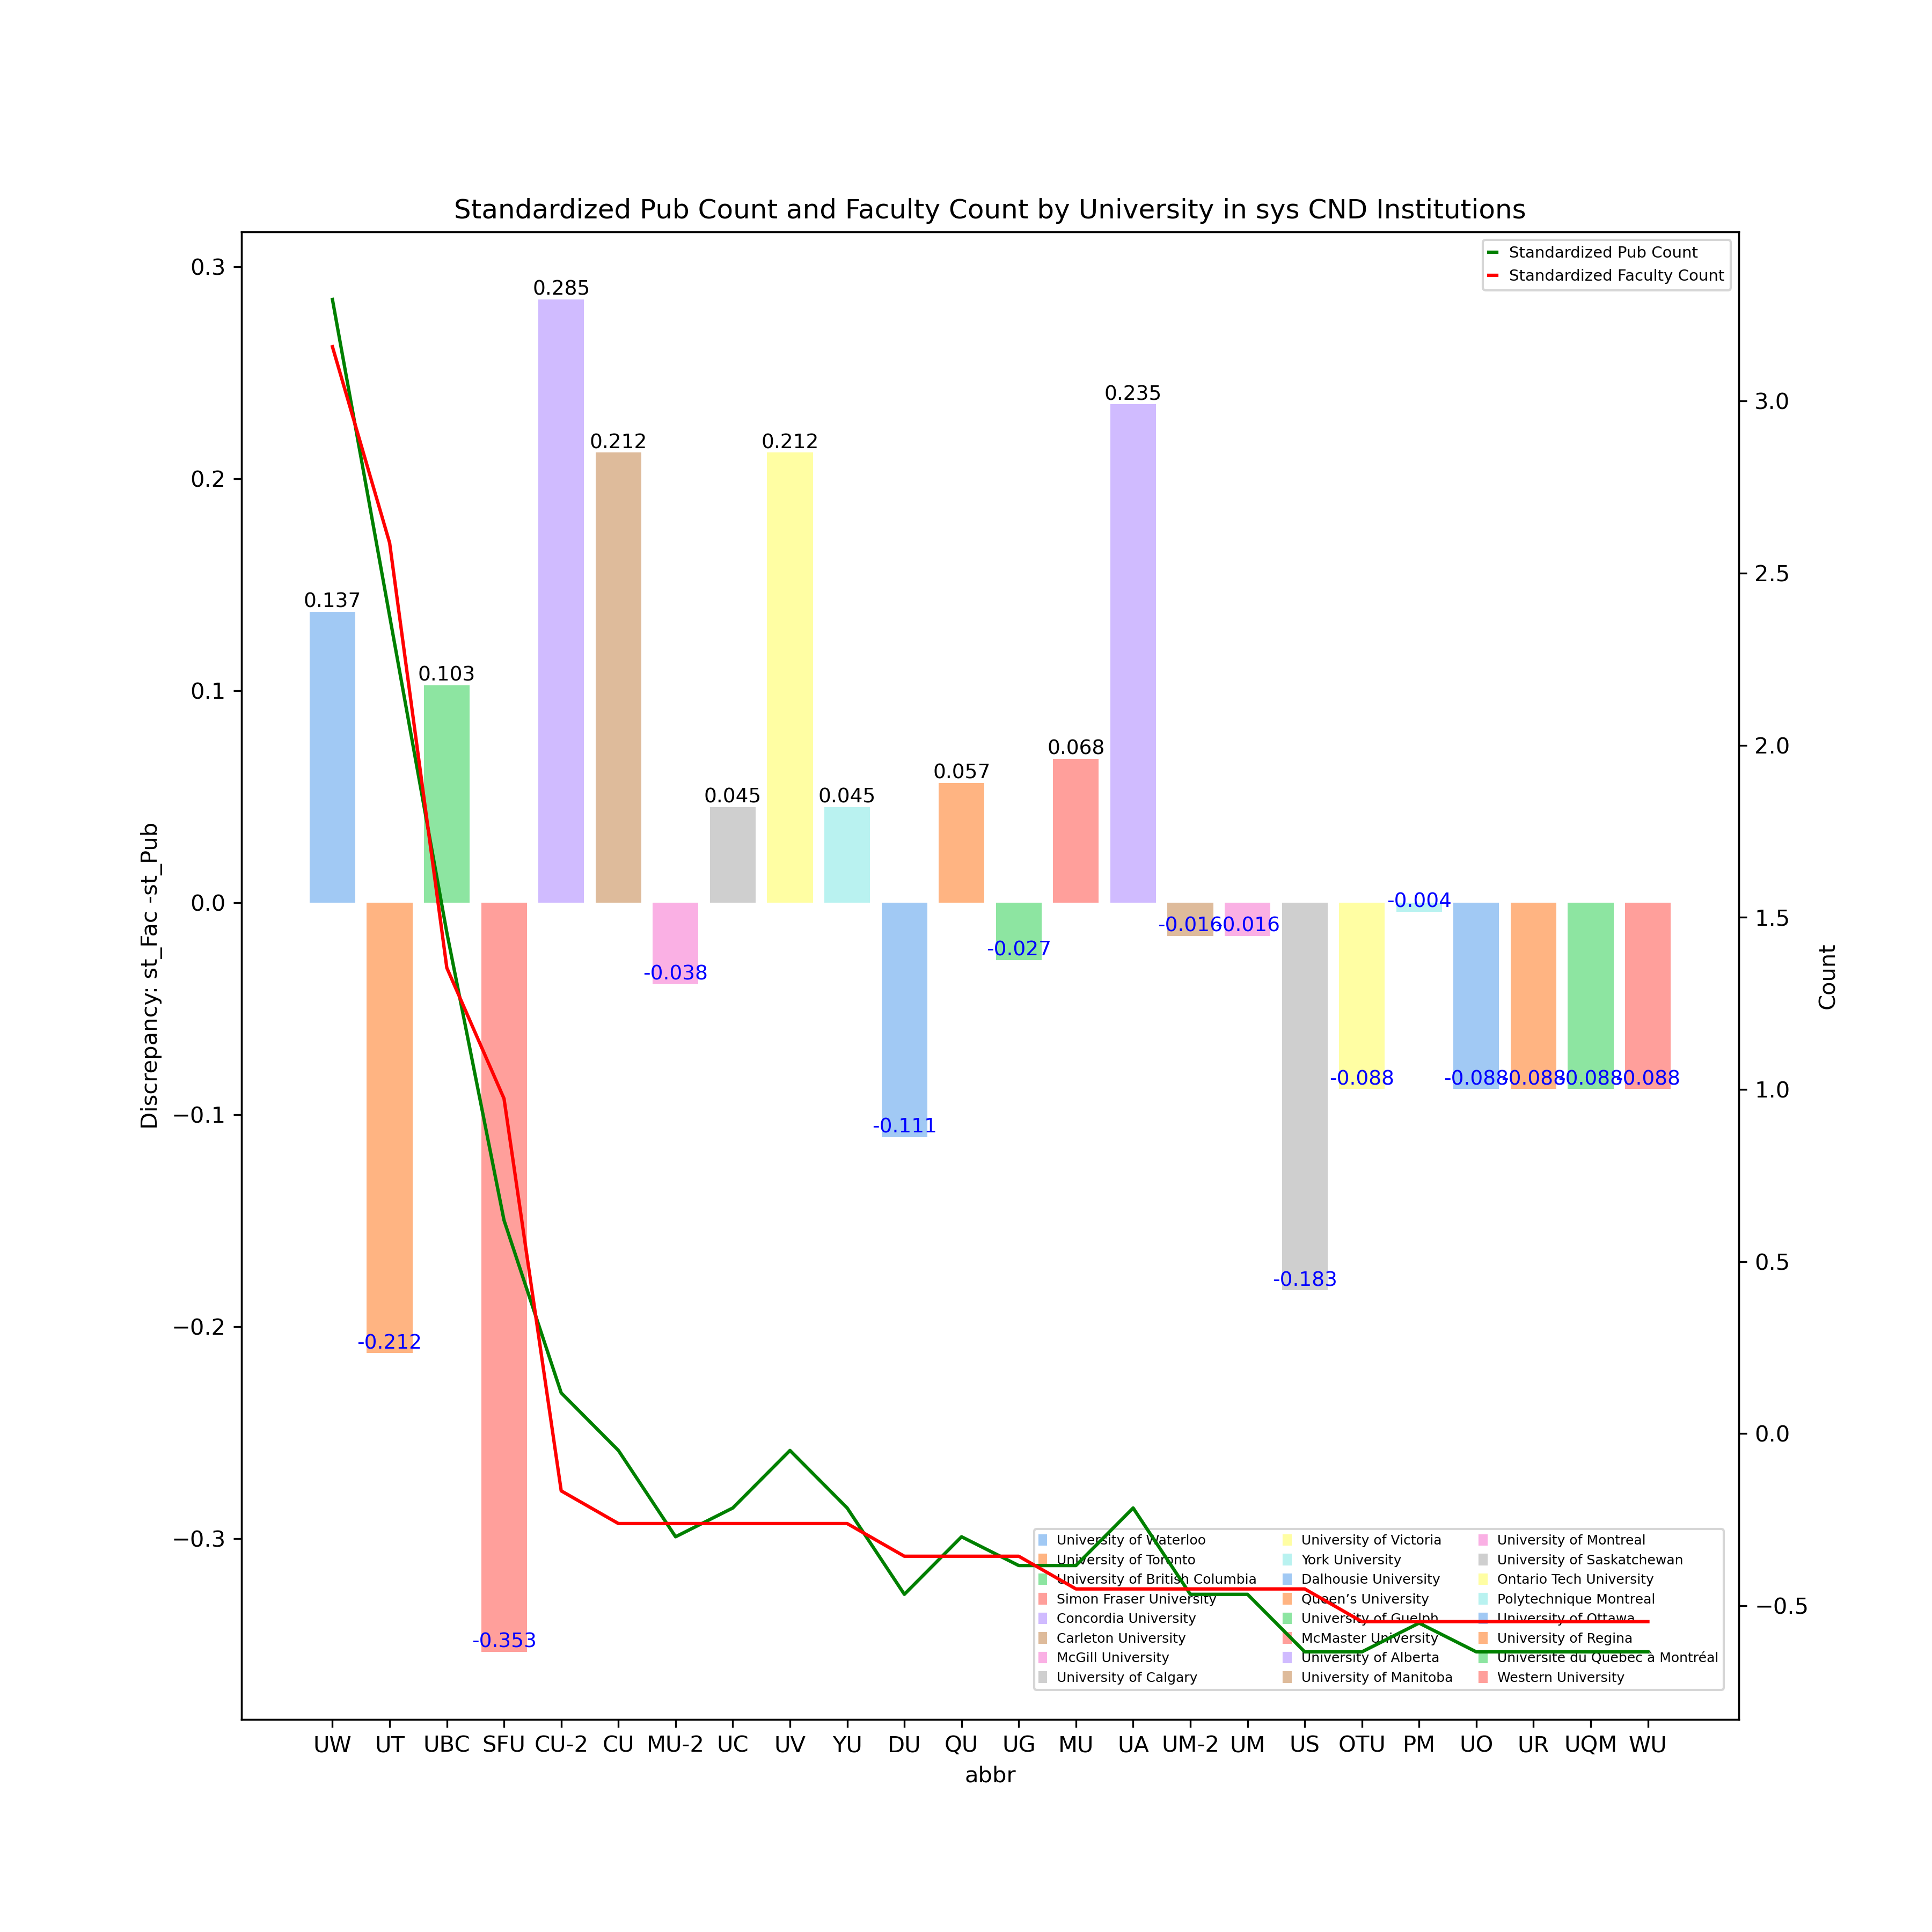 Standardized Pub Count and Faculty Count by University in sys CND Institutions
Standardized Pub Count
Standardized Faculty Count
0.3
0.2
0.1
0.0
−0.1
−0.2
−0.3
Discrepancy: st_Fac -st_Pub
0.137
-0.212
0.103
-0.353
0.285
0.212
-0.038
0.045
0.212
0.045
-0.111
0.057
-0.027
0.068
0.235
-0.016
-0.016
-0.183
-0.088
-0.004
-0.088
-0.088
-0.088
-0.088
3.0
2.5
2.0
1.5
1.0
0.5
0.0
−0.5
Count
University of Waterloo
University of Toronto
University of British Columbia
Simon Fraser University
Concordia University
Carleton University
McGill University
University of Calgary
University of Victoria
York University
Dalhousie University
Queen’s University
University of Guelph
McMaster University
University of Alberta
University of Manitoba
University of Montreal
University of Saskatchewan
Ontario Tech University
Polytechnique Montreal
University of Ottawa
University of Regina
Universite du Quebec a Montréal
Western University
UW UT UBC SFU CU-2 CU MU-2 UC UV YU DU QU UG MU UA UM-2 UM US OTU PM UO UR UQM WU
abbr